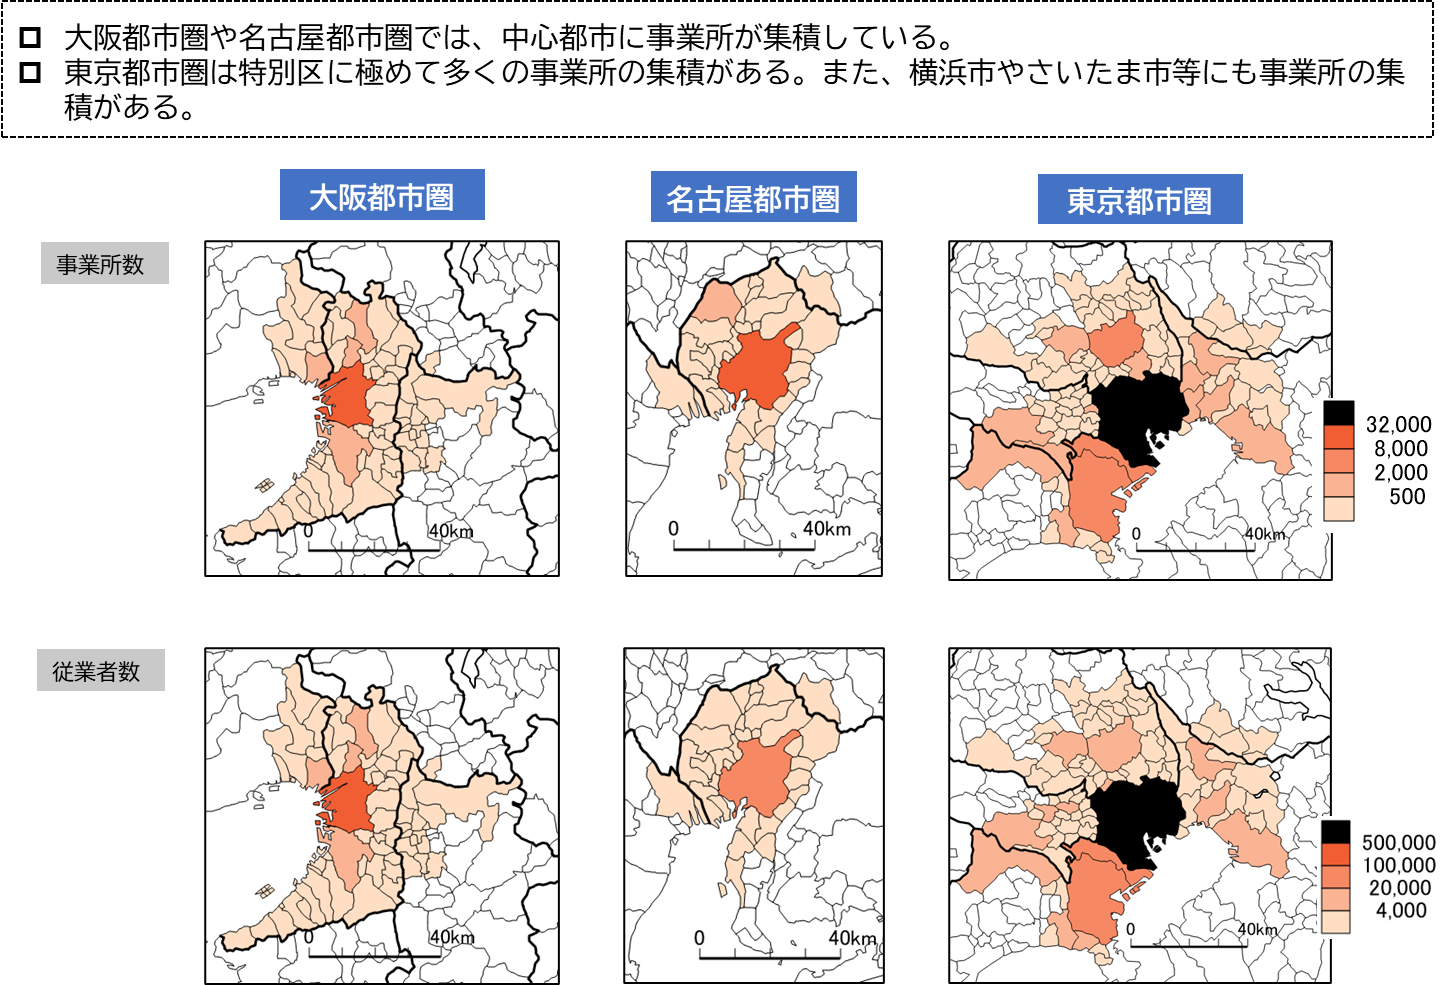 大阪都市圏や名古屋都市圏では、中心都市に事業所が集積している。
東京都市圏は特別区に極めて多くの事業所の集積がある。また、横浜市やさいたま市等にも事業所の集
積がある。
大阪都市圏
名古屋都市圏
東京都市圏
事業所数
0 40km
0 40km
0 40km
32,000
8,000
2,000
500
従業者数
0 40km
0 40km
0 40km
500,000
100,000
20,000
4,000